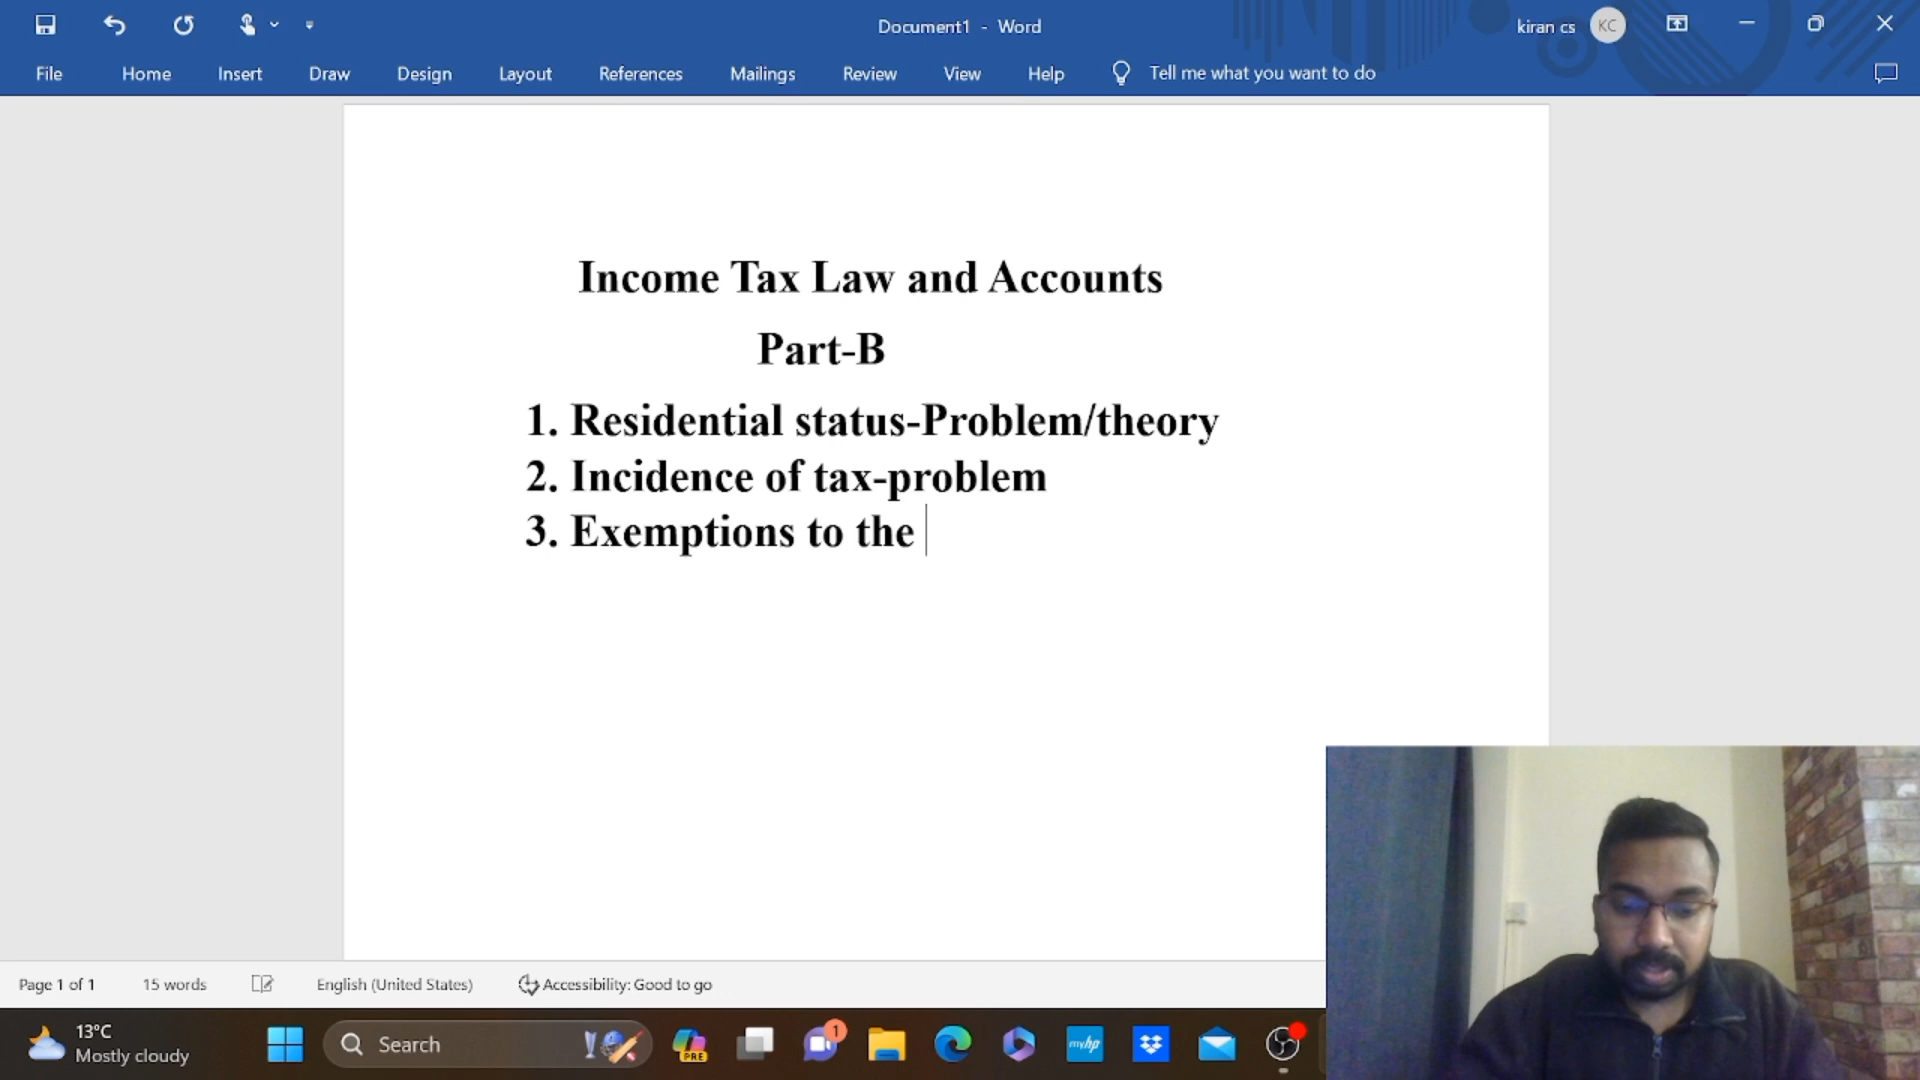 Document1 - Word
kiran cs KC
File Home Insert Draw Design Layout References Mailings Review View Help Tell me what you want to do
Income Tax Law and Accounts
Part-B
1. Residential status-Problem/theory
2. Incidence of tax-problem
3. Exemptions to the
Page 1 of 1 15 words English (United States) Accessibility: Good to go
13°C
Mostly cloudy
Search
PRE
1
myhp